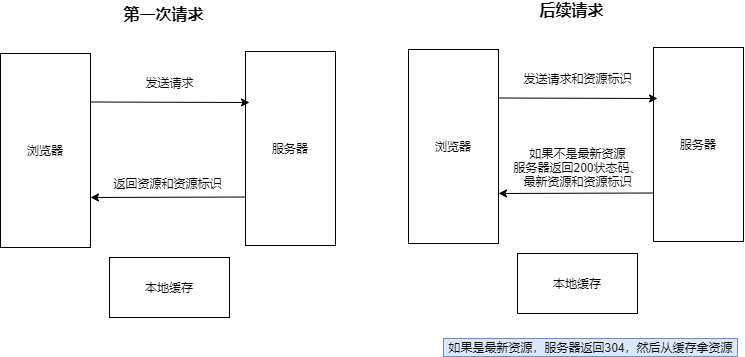 第一次请求
发送请求
浏览器
服务器
返回资源和资源标识
本地缓存
后续请求
发送请求和资源标识
浏览器
服务器
如果不是最新资源
服务器返回200状态码、
最新资源和资源标识
本地缓存
如果是最新资源，服务器返回304，然后从缓存拿资源